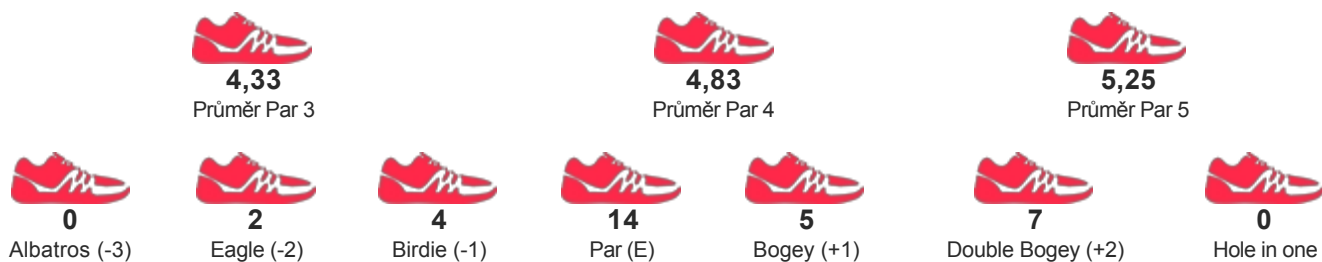 4,33 4,83 5,25
Průměr Par 3 Průměr Par 4 Průměr Par 5
0 2 4 14 5 7 0
Albatros (-3) Eagle (-2) Birdie (-1) Par (E) Bogey (+1) Double Bogey (+2) Hole in one